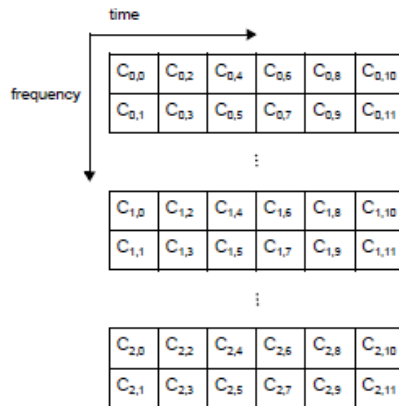 time
frequency
C0,0 C0,2 C0,4 C0,6 C0,8 C0,10
C0,1 C0,3 C0,5 C0,7 C0,9 C0,11
⋮
C1,0 C1,2 C1,4 C1,6 C1,8 C1,10
C1,1 C1,3 C1,5 C1,7 C1,9 C1,11
⋮
C2,0 C2,2 C2,4 C2,6 C2,8 C2,10
C2,1 C2,3 C2,5 C2,7 C2,9 C2,11